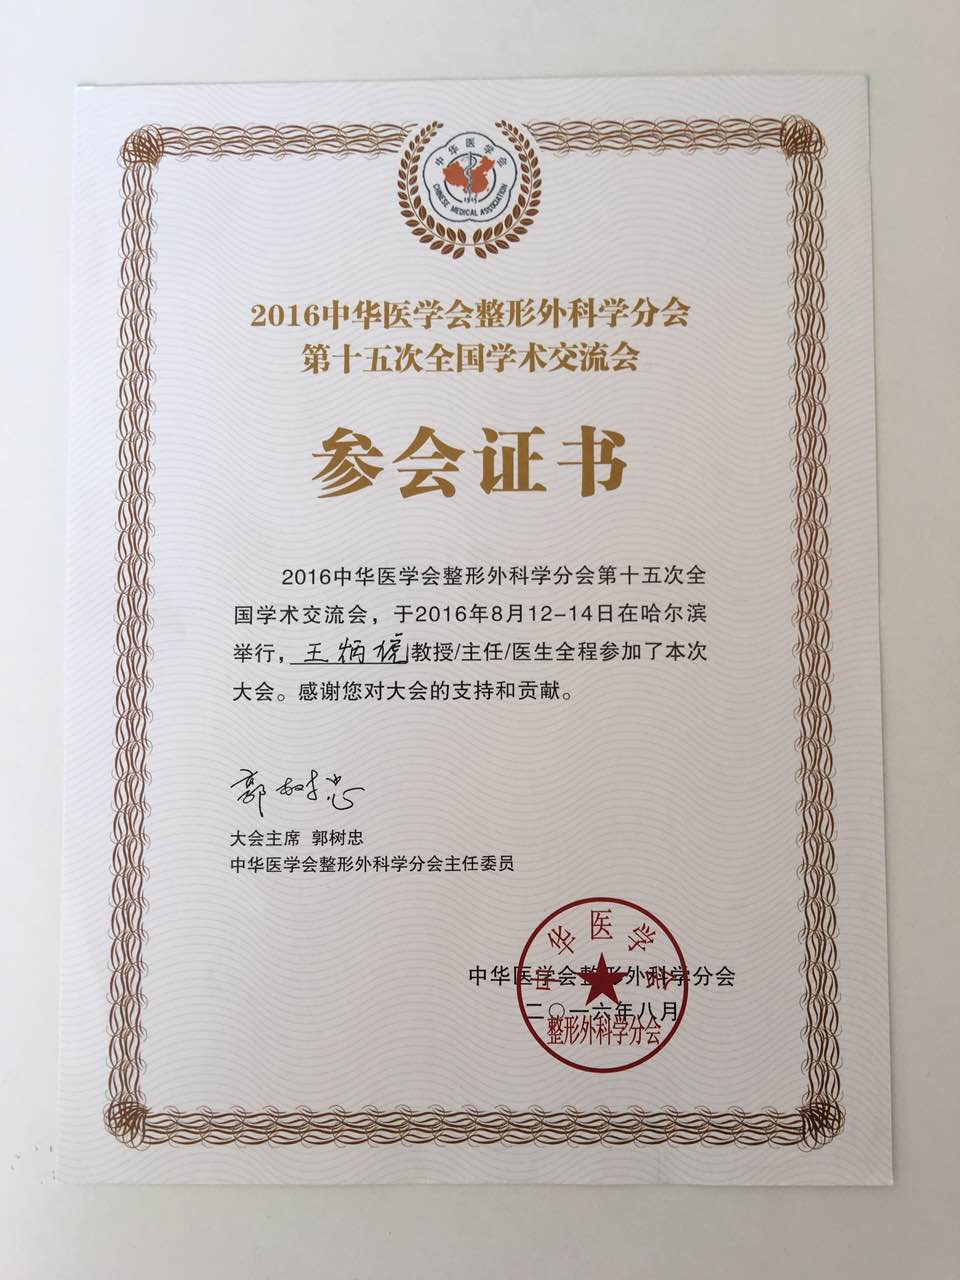 中华医学会
1915
CHINESE MEDICAL ASSOCIATION
2016中华医学会整形外科学分会
第十五次全国学术交流会
参会证书
2016中华医学会整形外科学分会第十五次全
国学术交流会，于2016年8月12-14日在哈尔滨
举行，王炳 教授/主任/医生全程参加了本次
大会。感谢您对大会的支持和贡献。
郭树忠
大会主席 郭树忠
中华医学会整形外科学分会主任委员
中华医学会
中华医学会整形外科学分会
二〇一六年八月
整形外科学分会